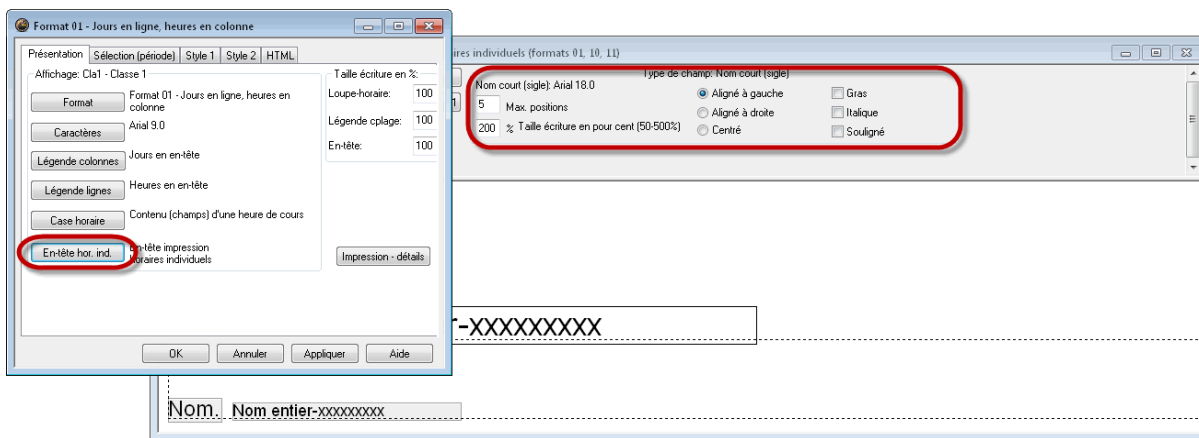 Format 01 - Jours en ligne, heures en colonne
Présentation
Sélection (période)
Style 1
Style 2
HTML
Affichage: Cla1 - Classe 1
Format
Format 01 - Jours en ligne, heures en
colonne
Caractères
Arial 9.0
Légende colonnes
Jours en en-tête
Légende lignes
Heures en en-tête
Case horaire
Contenu (champs) d'une heure de cours
En-tête hor. ind.
En-tête impression
horaires individuels
Taille écriture en %:
Loupe-horaire: 100
Légende cplage: 100
En-tête: 100
Impression - détails
OK
Annuler
Appliquer
Aide
ires individuels (formats 01, 10, 11)
1
Type de champ: Nom court (sigle)
Nom court (sigle): Arial 18.0
5 Max. positions
200 % Taille écriture en pour cent (50-500%)
Aligné à gauche
Aligné à droite
Centré
Gras
Italique
Souligné
r-xxxxxxxxx
Nom. Nom entier-xxxxxxxxx